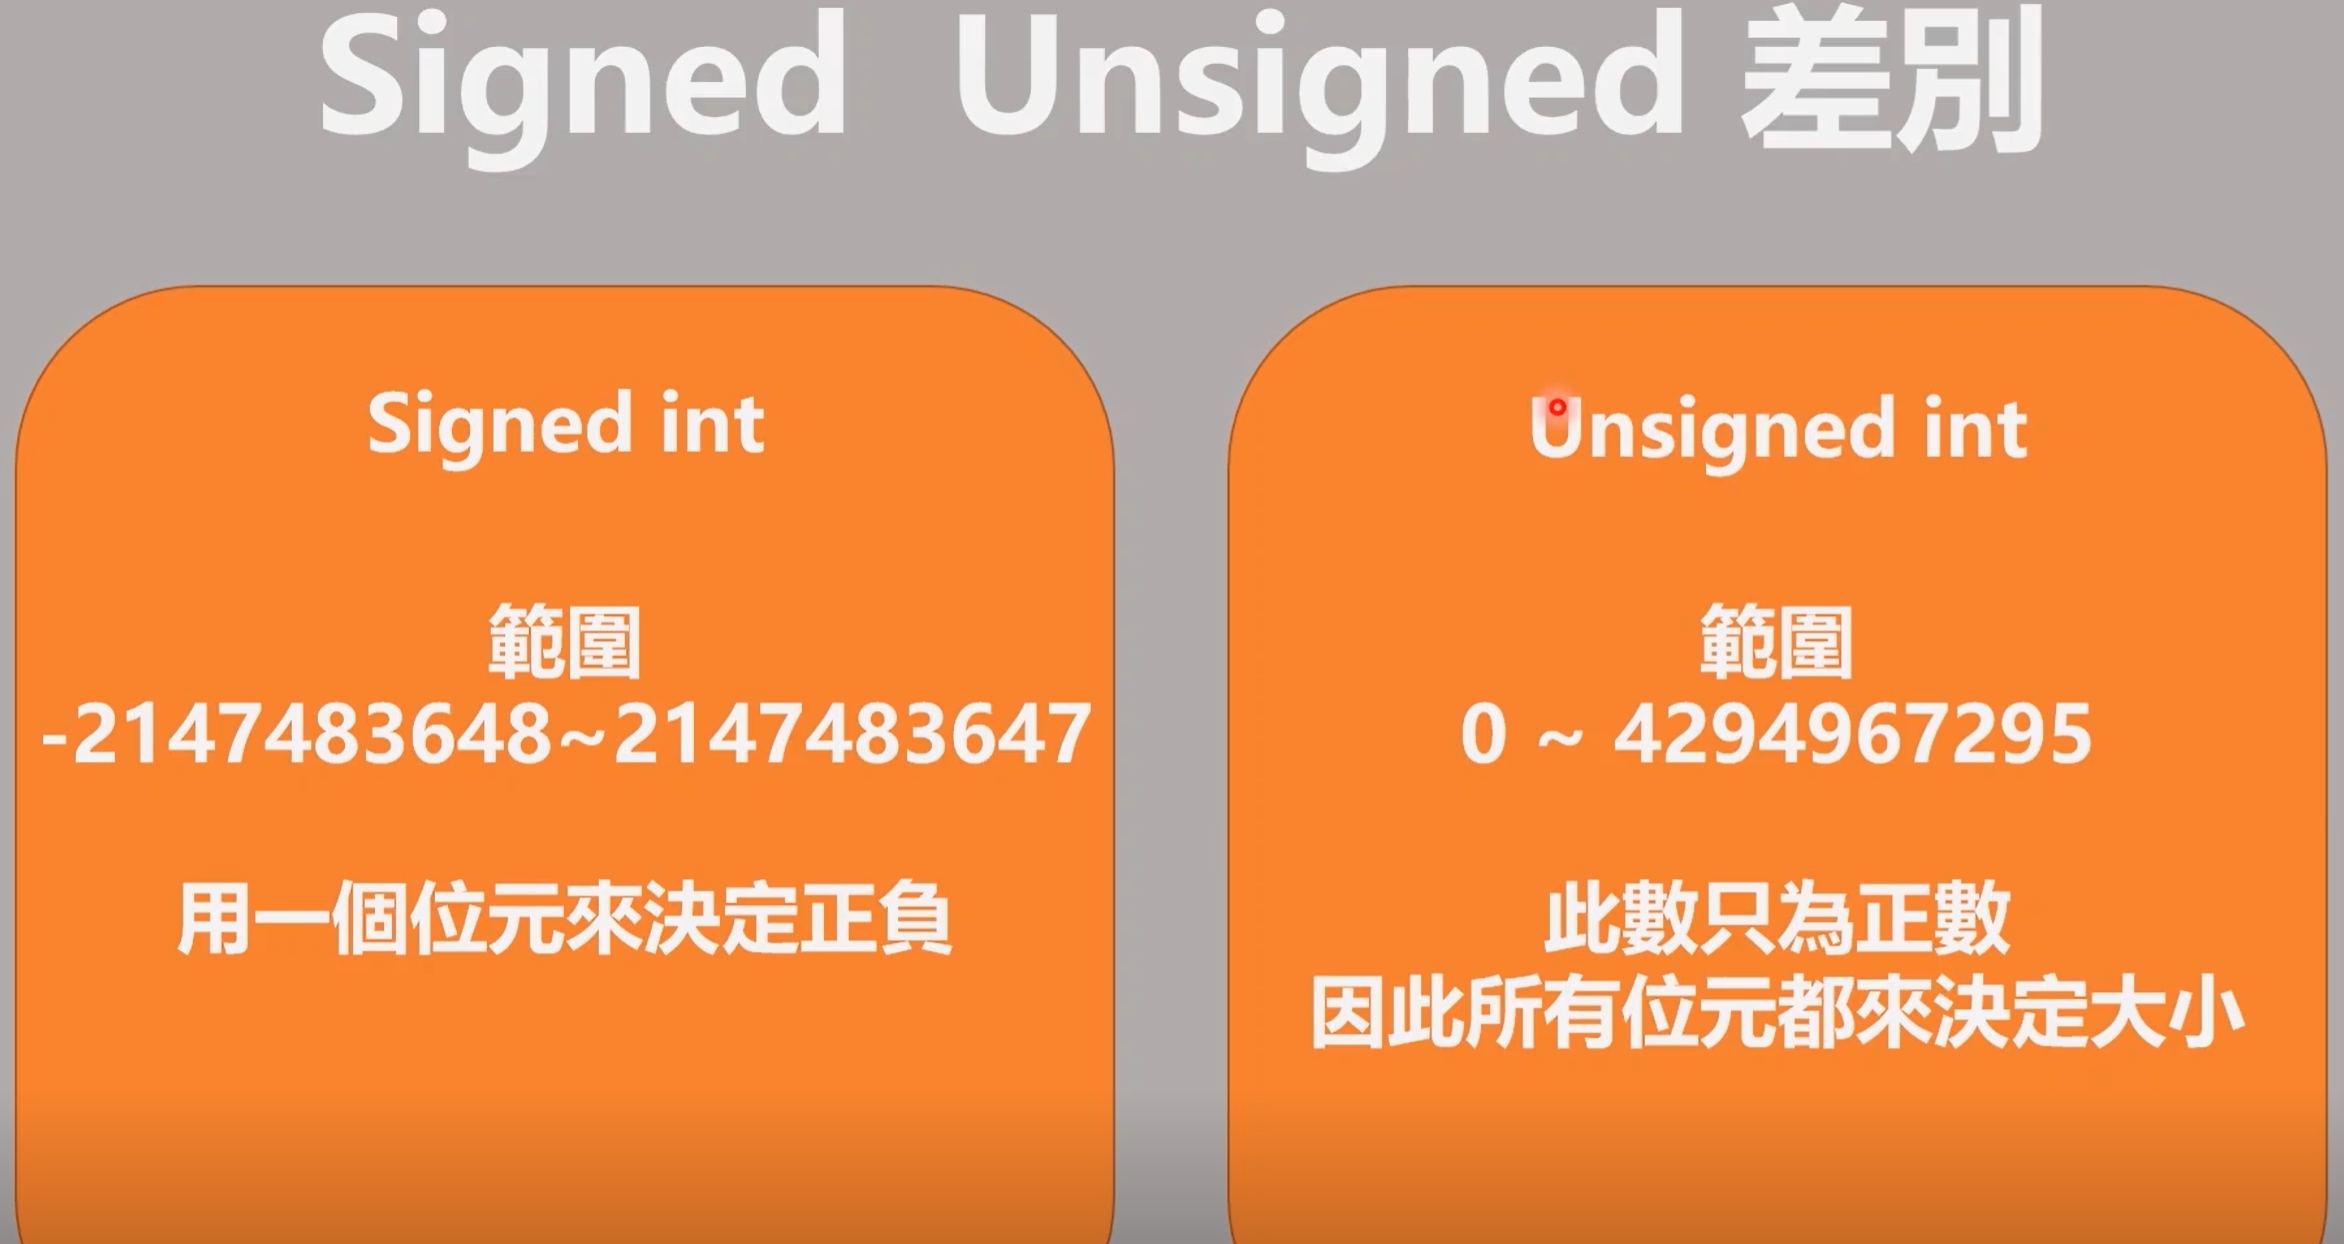 Signed Unsigned 差別
Signed int
範圍
-2147483648~2147483647
用一個位元來決定正負
Unsigned int
範圍
0 ~ 4294967295
此數只為正數
因此所有位元都來決定大小